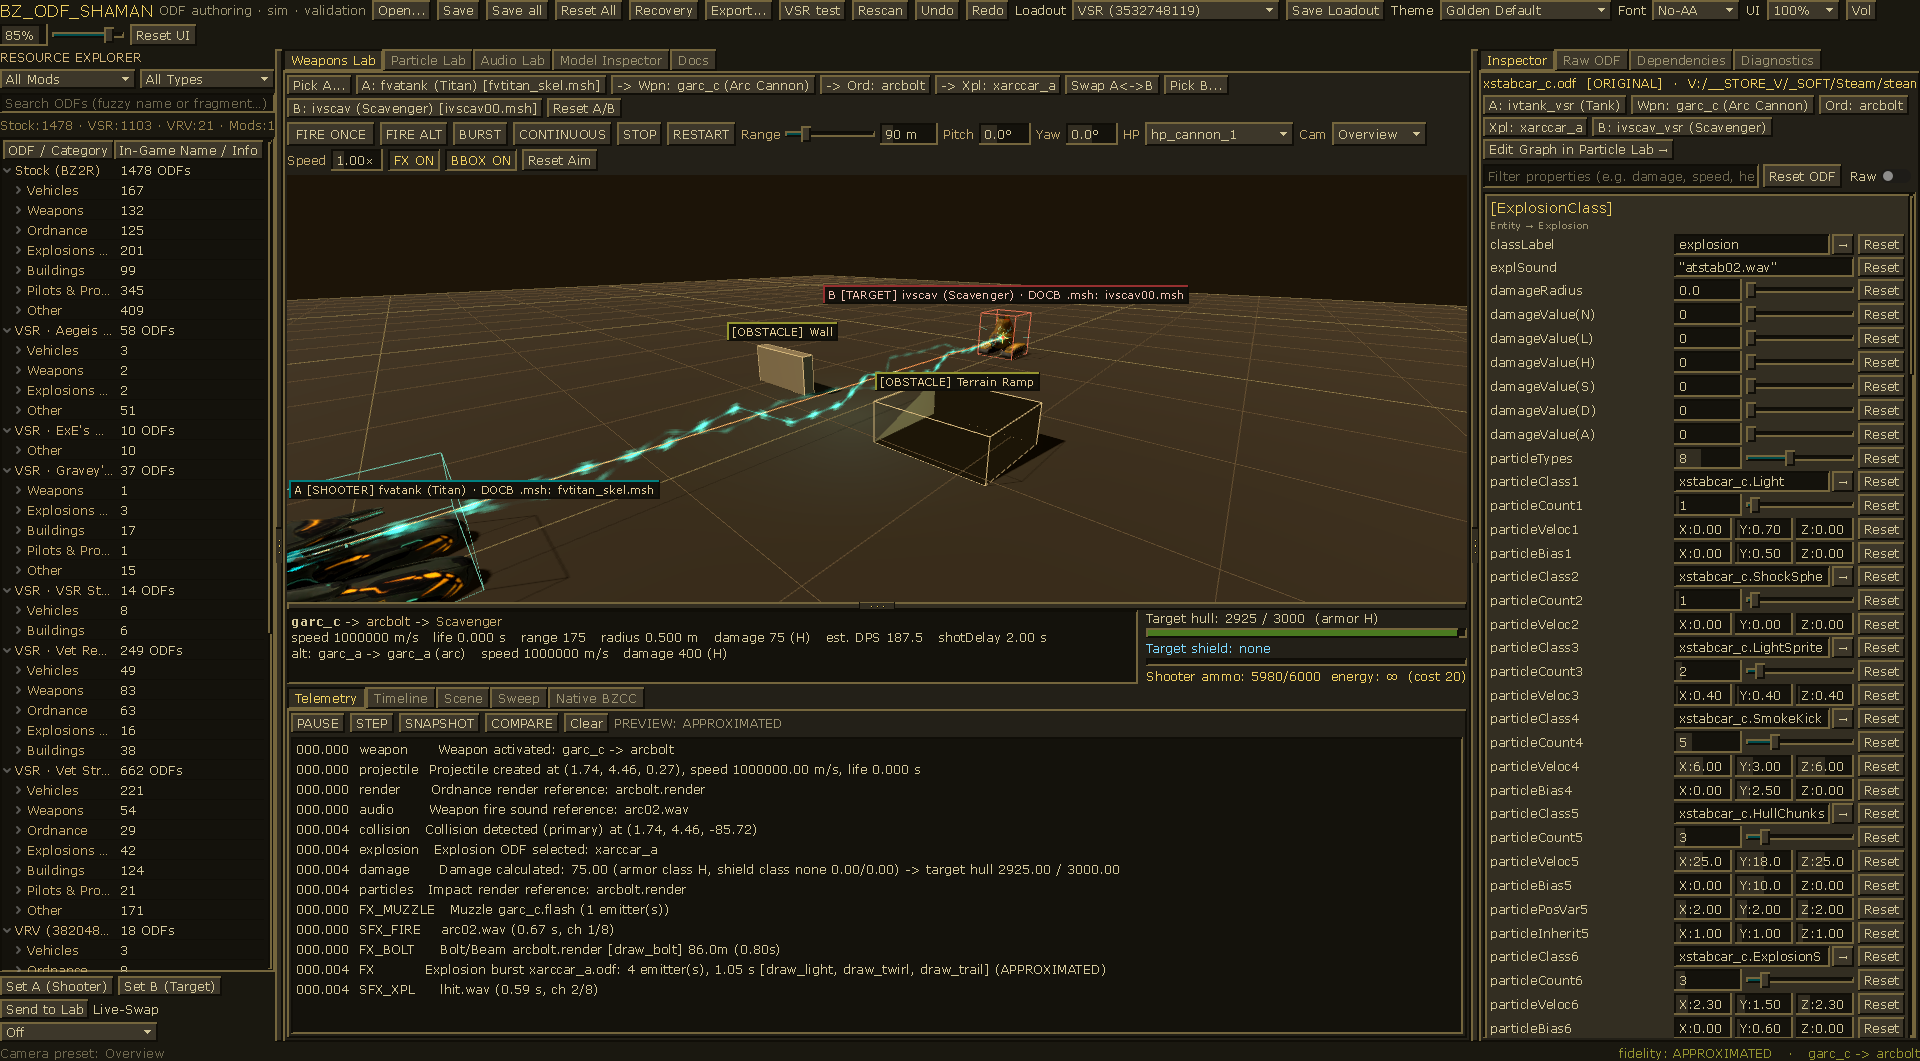 BZ_ODF_SHAMAN ODF authoring · sim · validation Open... Save Save all Reset All Recovery Export... VSR test Rescan Undo Redo Loadout VSR (3532748119) Save Loadout Theme Golden Default Font No-AA UI 100% Vol
85% Reset UI
RESOURCE EXPLORER
All Mods All Types
Search ODFs (fuzzy name or fragment...)
Stock:1478 · VSR:1103 · VRV:21 · Mods:1
ODF / Category In-Game Name / Info
Stock (BZ2R) 1478 ODFs
Vehicles 167
Weapons 132
Ordnance 125
Explosions ... 201
Buildings 99
Pilots & Pro... 345
Other 409
VSR · Aegeis ... 58 ODFs
Vehicles 3
Weapons 2
Explosions ... 2
Other 51
VSR · ExE's ... 10 ODFs
Other 10
VSR · Gravey'... 37 ODFs
Weapons 1
Explosions ... 3
Buildings 17
Pilots & Pro... 1
Other 15
VSR · VSR St... 14 ODFs
Vehicles 8
Buildings 6
VSR · Vet Re... 249 ODFs
Vehicles 49
Weapons 83
Ordnance 63
Explosions ... 16
Buildings 38
VSR · Vet Str... 662 ODFs
Vehicles 221
Weapons 54
Ordnance 29
Explosions ... 42
Buildings 124
Pilots & Pro... 21
Other 171
VRV (382048... 18 ODFs
Vehicles 3
Set A (Shooter) Set B (Target)
Send to Lab Live-Swap
Off
Camera preset: Overview
Weapons Lab Particle Lab Audio Lab Model Inspector Docs
Pick A... A: fvatank (Titan) [fvtitan_skel.msh] -> Wpn: garc_c (Arc Cannon) -> Ord: arcbolt -> Xpl: xarccar_a Swap A<->B Pick B...
B: ivscav (Scavenger) [ivscav00.msh] Reset A/B
FIRE ONCE FIRE ALT BURST CONTINUOUS STOP RESTART Range 90 m Pitch 0.0º Yaw 0.0º HP hp_cannon_1 Cam Overview
Speed 1.00× FX ON BBOX ON Reset Aim
B [TARGET] ivscav (Scavenger) · DOCB .msh: ivscav00.msh
[OBSTACLE] Wall
[OBSTACLE] Terrain Ramp
A [SHOOTER] fvatank (Titan) · DOCB .msh: fvtitan_skel.msh
garc_c -> arcbolt -> Scavenger
speed 1000000 m/s life 0.000 s range 175 radius 0.500 m damage 75 (H) est. DPS 187.5 shotDelay 2.00 s
alt: garc_a -> garc_a (arc) speed 1000000 m/s damage 400 (H)
Target hull: 2925 / 3000 (armor H)
Target shield: none
Shooter ammo: 5980/6000 energy: ∞ (cost 20)
Telemetry Timeline Scene Sweep Native BZCC
PAUSE STEP SNAPSHOT COMPARE Clear PREVIEW: APPROXIMATED
000.000 weapon Weapon activated: garc_c -> arcbolt
000.000 projectile Projectile created at (1.74, 4.46, 0.27), speed 1000000.00 m/s, life 0.000 s
000.000 render Ordnance render reference: arcbolt.render
000.000 audio Weapon fire sound reference: arc02.wav
000.004 collision Collision detected (primary) at (1.74, 4.46, -85.72)
000.004 explosion Explosion ODF selected: xarccar_a
000.004 damage Damage calculated: 75.00 (armor class H, shield class none 0.00/0.00) -> target hull 2925.00 / 3000.00
000.004 particles Impact render reference: arcbolt.render
000.000 FX_MUZZLE Muzzle garc_c.flash (1 emitter(s))
000.000 SFX_FIRE arc02.wav (0.67 s, ch 1/8)
000.000 FX_BOLT Bolt/Beam arcbolt.render [draw_bolt] 86.0m (0.80s)
000.004 FX Explosion burst xarccar_a.odf: 4 emitter(s), 1.05 s [draw_light, draw_twirl, draw_trail] (APPROXIMATED)
000.004 SFX_XPL lhit.wav (0.59 s, ch 2/8)
Inspector Raw ODF Dependencies Diagnostics
xstabcar_c.odf [ORIGINAL] · V:/__STORE_V/_SOFT/Steam/stean
A: ivtank_vsr (Tank) Wpn: garc_c (Arc Cannon) Ord: arcbolt
Xpl: xarccar_a B: ivscav_vsr (Scavenger)
Edit Graph in Particle Lab →
Filter properties (e.g. damage, speed, he Reset ODF Raw
[ExplosionClass]
Entity → Explosion
classLabel explosion → Reset
explSound "atstab02.wav" Reset
damageRadius 0.0 Reset
damageValue(N) 0 Reset
damageValue(L) 0 Reset
damageValue(H) 0 Reset
damageValue(S) 0 Reset
damageValue(D) 0 Reset
damageValue(A) 0 Reset
particleTypes 8 Reset
particleClass1 xstabcar_c.Light → Reset
particleCount1 1 Reset
particleVeloc1 X:0.00 Y:0.70 Z:0.00 Reset
particleBias1 X:0.00 Y:0.50 Z:0.00 Reset
particleClass2 xstabcar_c.ShockSphe → Reset
particleCount2 1 Reset
particleVeloc2 X:0.00 Y:0.00 Z:0.00 Reset
particleClass3 xstabcar_c.LightSprite → Reset
particleCount3 2 Reset
particleVeloc3 X:0.40 Y:0.40 Z:0.40 Reset
particleClass4 xstabcar_c.SmokeKick → Reset
particleCount4 5 Reset
particleVeloc4 X:6.00 Y:3.00 Z:6.00 Reset
particleBias4 X:0.00 Y:2.50 Z:0.00 Reset
particleClass5 xstabcar_c.HullChunks → Reset
particleCount5 3 Reset
particleVeloc5 X:25.0 Y:18.0 Z:25.0 Reset
particleBias5 X:0.00 Y:10.0 Z:0.00 Reset
particlePosVar5 X:2.00 Y:2.00 Z:2.00 Reset
particleInherit5 X:1.00 Y:1.00 Z:1.00 Reset
particleClass6 xstabcar_c.ExplosionS → Reset
particleCount6 3 Reset
particleVeloc6 X:2.30 Y:1.50 Z:2.30 Reset
particleBias6 X:0.00 Y:0.60 Z:0.00 Reset
fidelity: APPROXIMATED · garc_c -> arcbolt